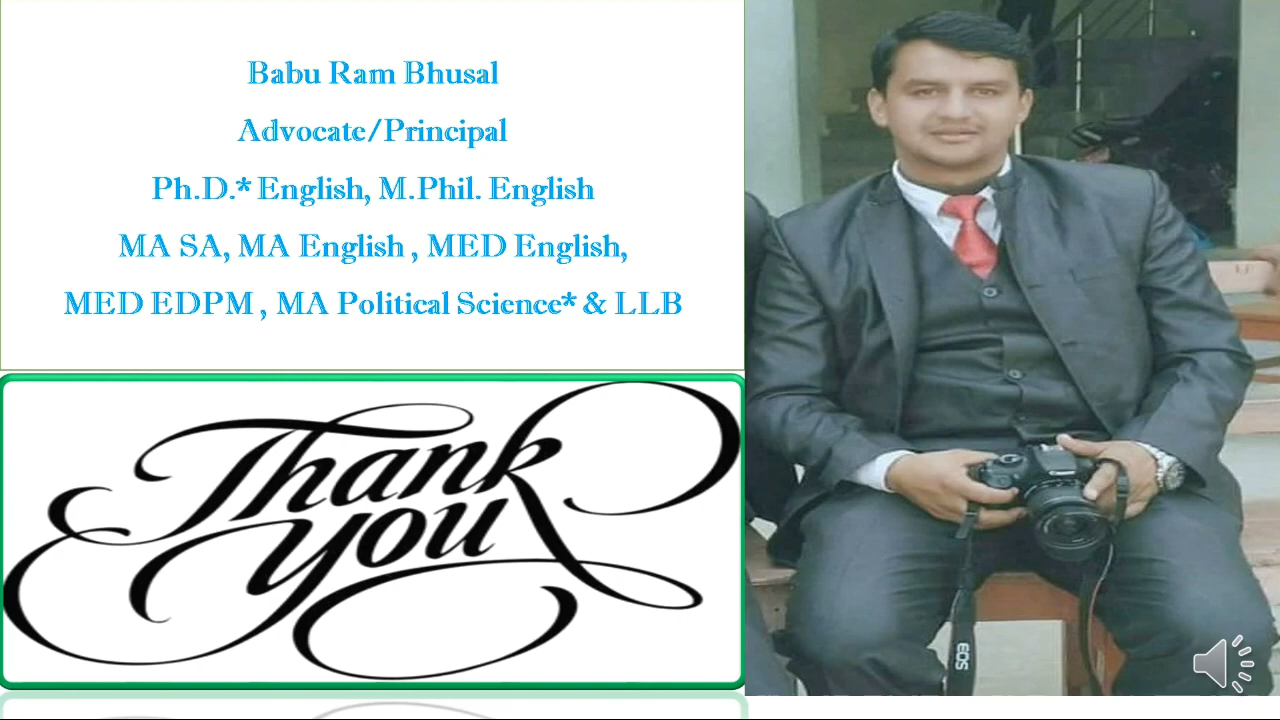 Babu Ram Bhusal
Advocate/Principal
Ph.D.* English, M.Phil. English
MA SA, MA English , MED English,
MED EDPM , MA Political Science* & LLB
Thank
you
EOS